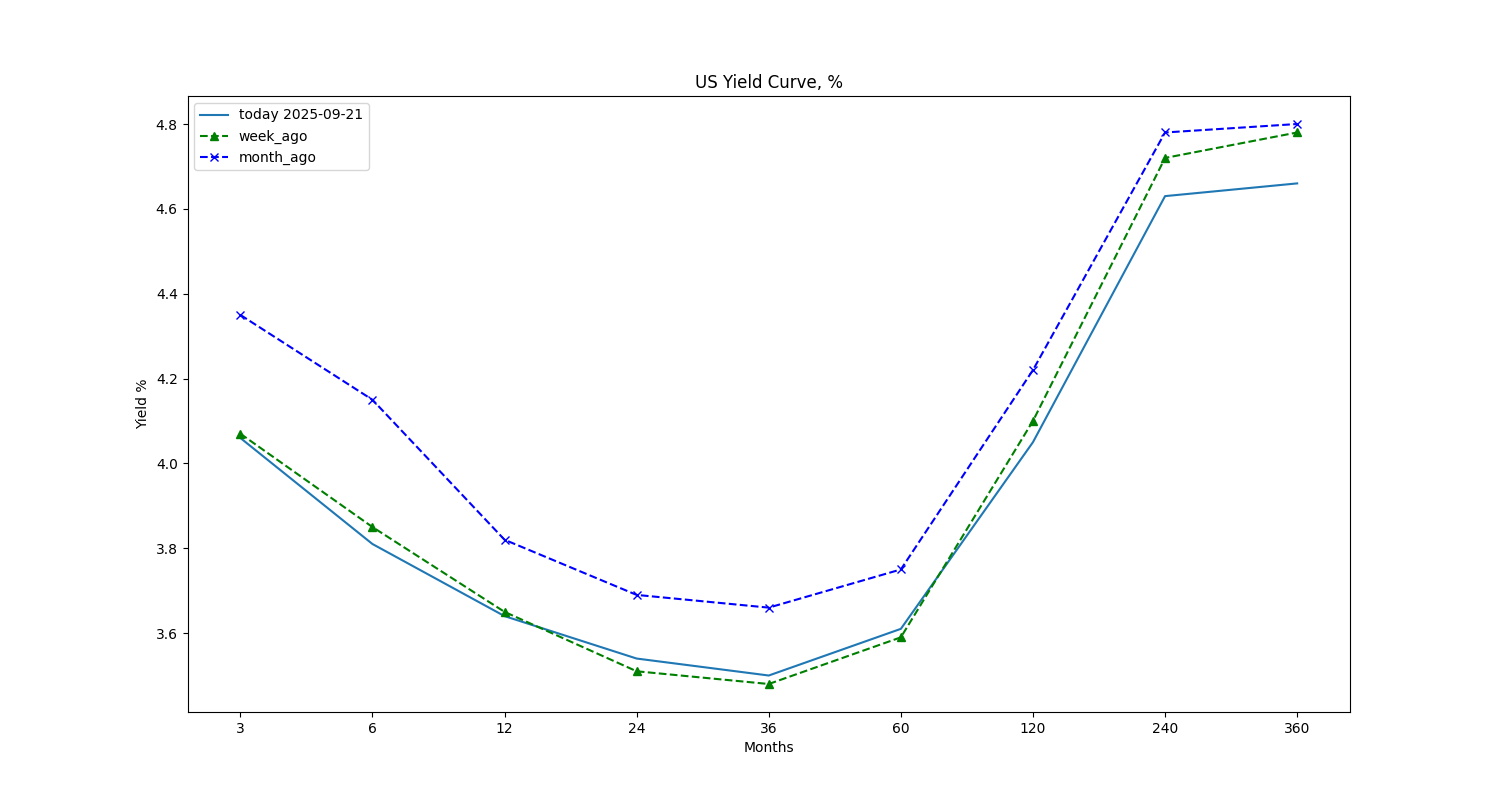 US Yield Curve, %
today 2025-09-21
week_ago
month_ago
4.8
4.6
4.4
4.2
4.0
3.8
3.6
Yield %
3 6 12 24 36 60 120 240 360
Months